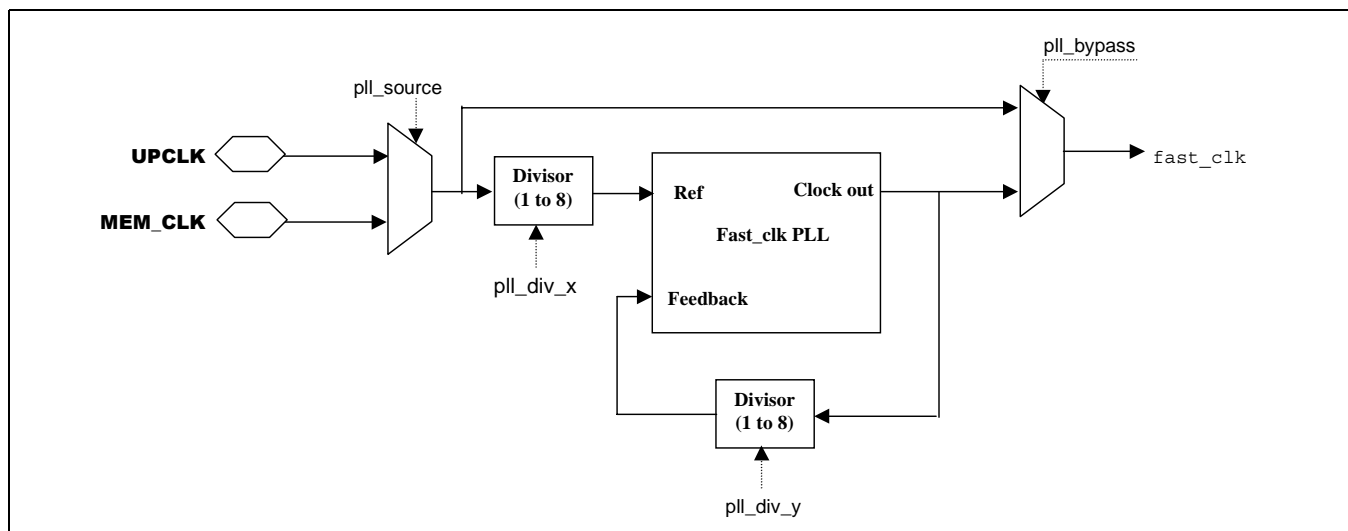 pll_bypass
pll_source
UPCLK
MEM_CLK
fast_clk
Divisor
(1 to 8)
Ref
Clock out
Fast_clk PLL
Feedback
pll_div_x
Divisor
(1 to 8)
pll_div_y